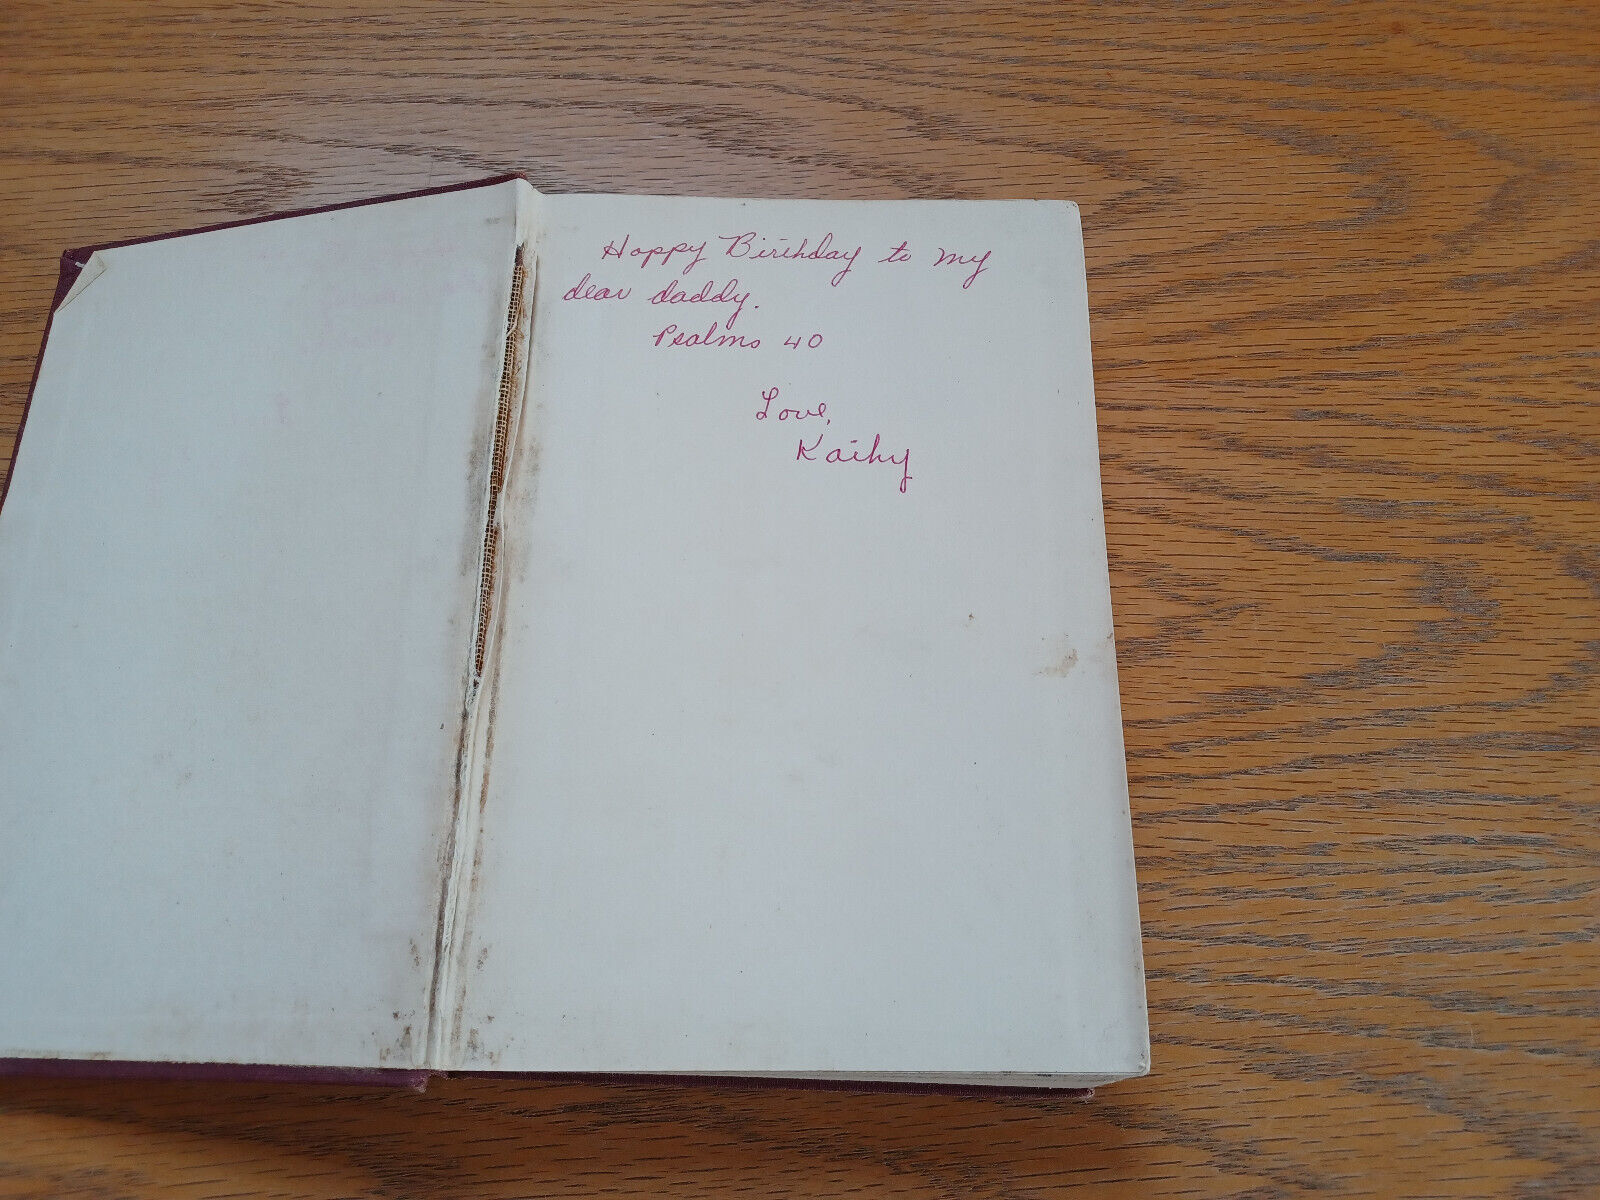 Happy Birthday to my
dear daddy.
Psalms 40
Love,
Kathy